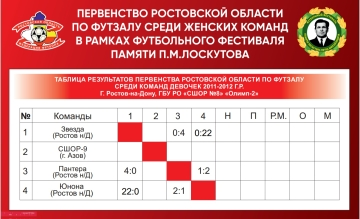 ПЕРВЕНСТВО РОСТОВСКОЙ ОБЛАСТИ
ПО ФУТЗАЛУ СРЕДИ ЖЕНСКИХ КОМАНД
В РАМКАХ ФУТБОЛЬНОГО ФЕСТИВАЛЯ
ПАМЯТИ П.М.ЛОСКУТОВА
ТАБЛИЦА РЕЗУЛЬТАТОВ ПЕРВЕНСТВА РОСТОВСКОЙ ОБЛАСТИ ПО ФУТЗАЛУ
СРЕДИ КОМАНД ДЕВОЧЕК 2011-2012 Г.Р.
Г. Ростов-на-Дону, ГБУ РО «СШОР №8» «Олимп-2»
№ Команды 1 2 3 4 Н П Р.М. О М
1 Звезда (Ростов н/Д) 0:4 0:22
2 СШОР-9 (г. Азов)
3 Пантера (Ростов н/Д) 4:0 1:2
4 Юнона (Ростов н/Д) 22:0 2:1